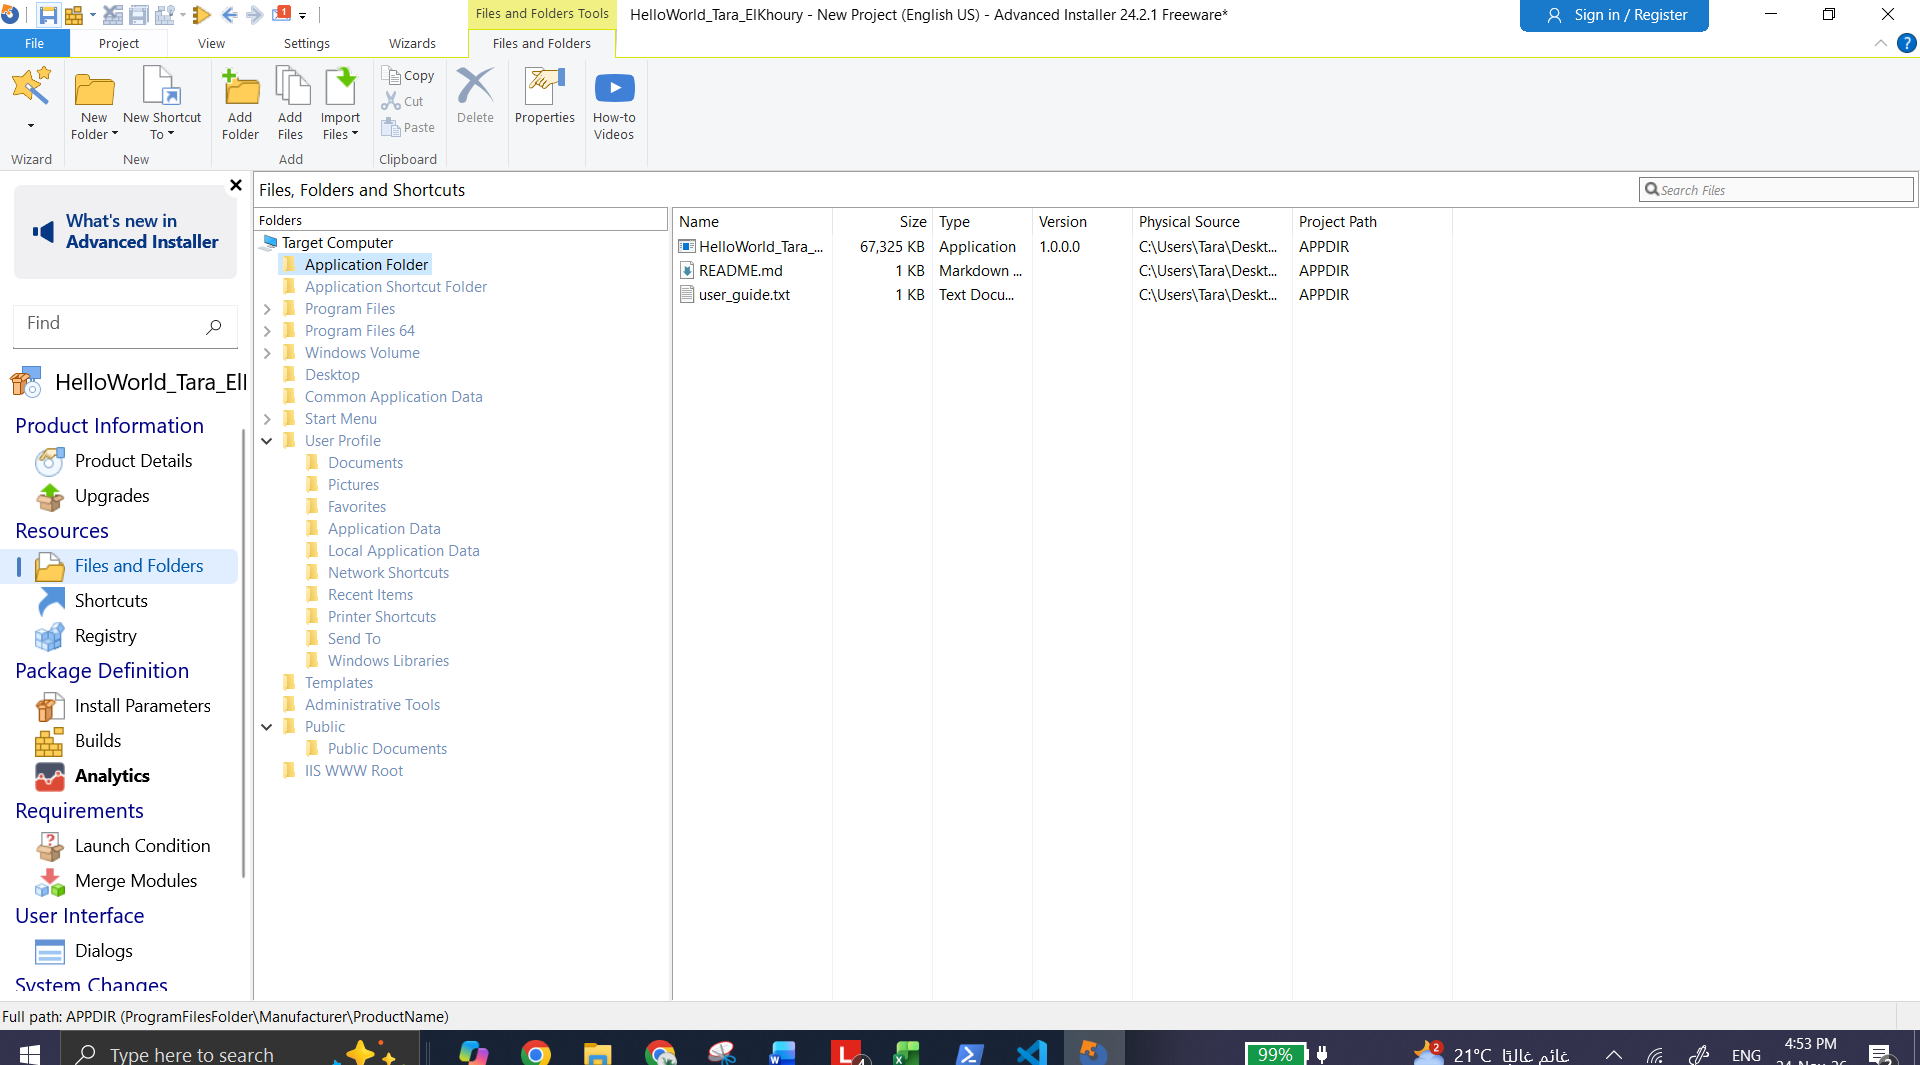 Files and Folders Tools
HelloWorld_Tara_ElKhoury - New Project (English US) - Advanced Installer 24.2.1 Freeware*
Sign in / Register
File
Project
View
Settings
Wizards
Files and Folders
New Folder
New Shortcut To
Add Folder
Add Files
Import Files
Copy
Cut
Paste
Delete
Properties
How-to Videos
Wizard
New
Add
Clipboard
What's new in
Advanced Installer
Find
HelloWorld_Tara_El
Product Information
Product Details
Upgrades
Resources
Files and Folders
Shortcuts
Registry
Package Definition
Install Parameters
Builds
Analytics
Requirements
Launch Condition
Merge Modules
User Interface
Dialogs
System Changes
Files, Folders and Shortcuts
Search Files
Folders
Target Computer
Application Folder
Application Shortcut Folder
Program Files
Program Files 64
Windows Volume
Desktop
Common Application Data
Start Menu
User Profile
Documents
Pictures
Favorites
Application Data
Local Application Data
Network Shortcuts
Recent Items
Printer Shortcuts
Send To
Windows Libraries
Templates
Administrative Tools
Public
Public Documents
IIS WWW Root
Name Size Type Version Physical Source Project Path
HelloWorld_Tara_... 67,325 KB Application 1.0.0.0 C:\Users\Tara\Deskt... APPDIR
README.md 1 KB Markdown ... C:\Users\Tara\Deskt... APPDIR
user_guide.txt 1 KB Text Docu... C:\Users\Tara\Deskt... APPDIR
Full path: APPDIR (ProgramFilesFolder\Manufacturer\ProductName)
Type here to search
99%
21°C غائم غالبًا
ENG
4:53 PM